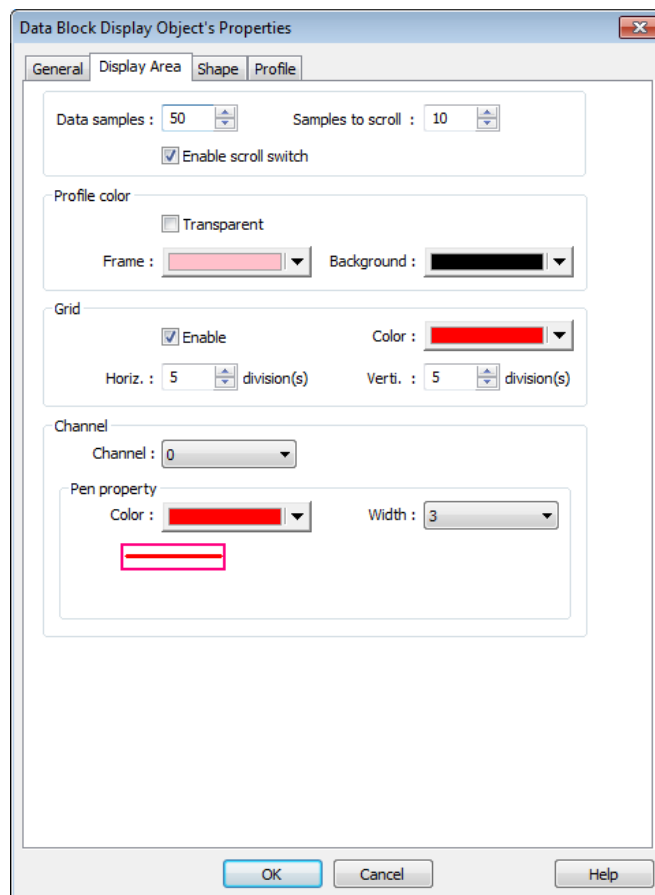 Data Block Display Object's Properties
General Display Area Shape Profile
Data samples : 50 Samples to scroll : 10
Enable scroll switch
Profile color
Transparent
Frame : Background :
Grid
Enable Color :
Horiz. : 5 division(s) Verti. : 5 division(s)
Channel
Channel : 0
Pen property
Color : Width : 3
OK Cancel Help